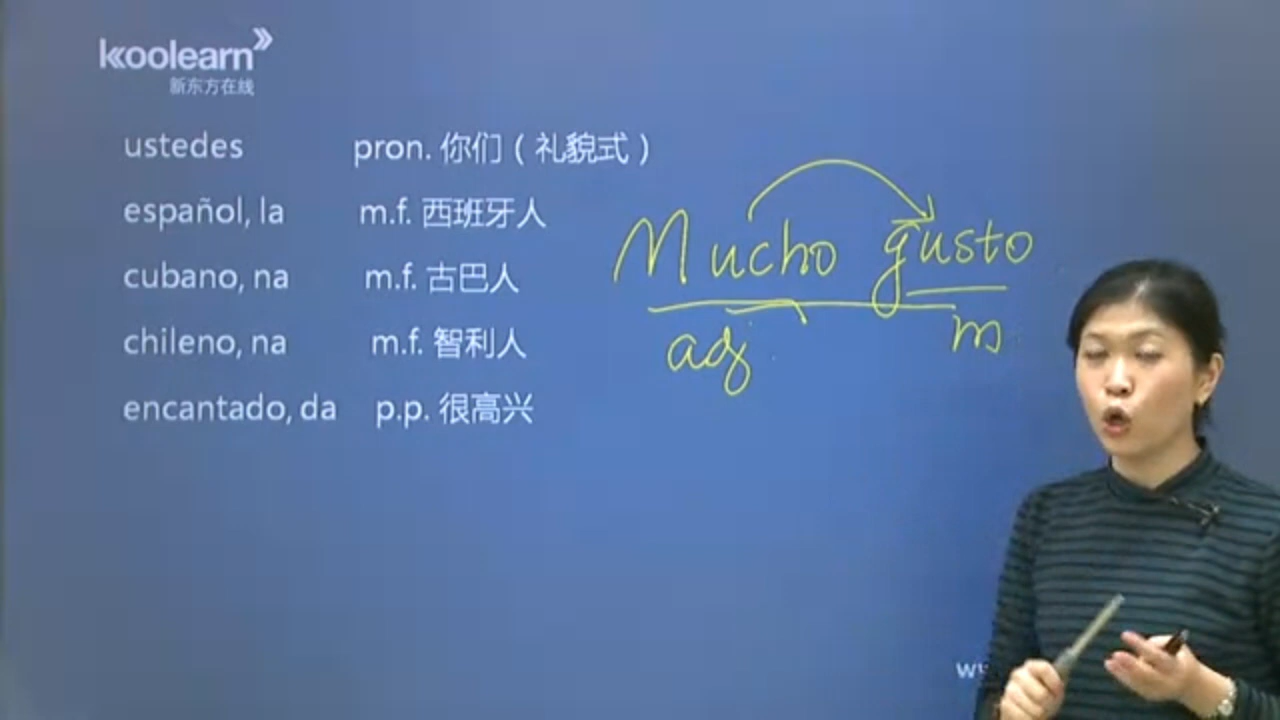 koolearn
新东方在线
ustedes pron. 你们（礼貌式）
español, la m.f. 西班牙人
cubano, na m.f. 古巴人
chileno, na m.f. 智利人
encantado, da p.p. 很高兴
Mucho gusto
adj m